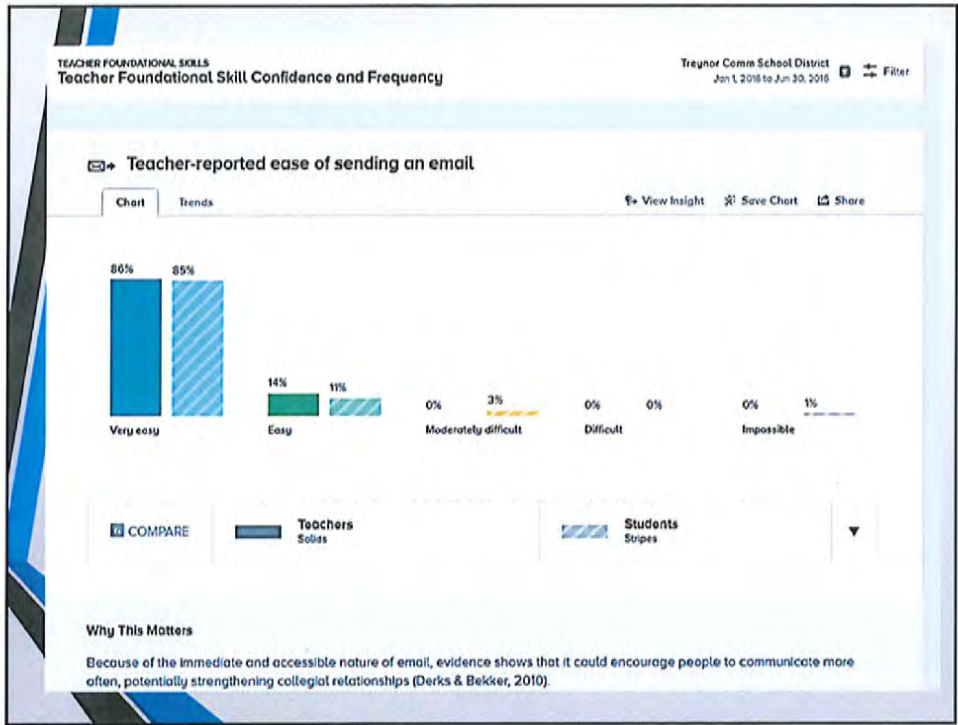 TEACHER FOUNDATIONAL SKILLS
Teacher Foundational Skill Confidence and Frequency
Treynor Comm School District
Jan 1, 2016 to Jun 30, 2016
Filter
Teacher-reported ease of sending an email
Chart Trends View Insight Save Chart Share
86% 85%
14% 11%
0% 3%
0% 0%
0% 1%
Very easy Easy Moderately difficult Difficult Impossible
COMPARE
Teachers
Solids
Students
Stripes
Why This Matters
Because of the immediate and accessible nature of email, evidence shows that it could encourage people to communicate more
often, potentially strengthening collegial relationships (Derks & Bekker, 2010).